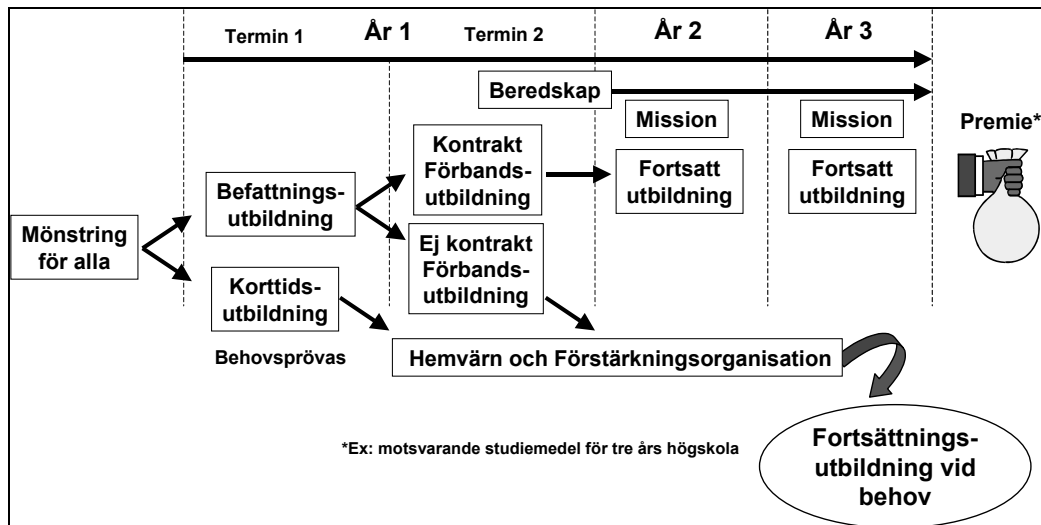 Termin 1
År 1
Termin 2
År 2
År 3
Beredskap
Mission
Mission
Premie*
Kontrakt
Förbands-
utbildning
Fortsatt
utbildning
Fortsatt
utbildning
Befattnings-
utbildning
Mönstring
för alla
Ej kontrakt
Förbands-
utbildning
Korttids-
utbildning
Behovsprövas
Hemvärn och Förstärkningsorganisation
*Ex: motsvarande studiemedel för tre års högskola
Fortsättnings-
utbildning vid
behov